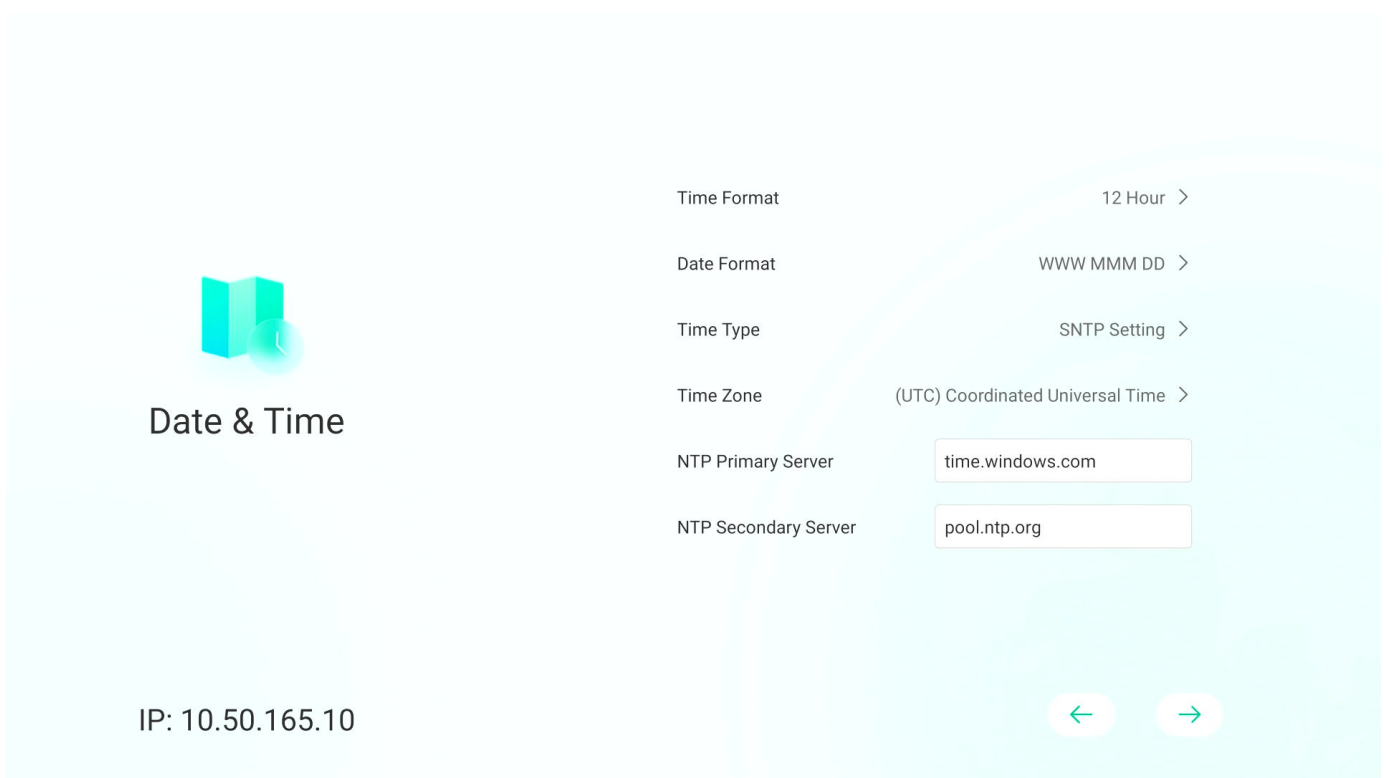 Time Format 12 Hour
Date Format WWW MMM DD
Time Type SNTP Setting
Time Zone (UTC) Coordinated Universal Time
Date & Time
NTP Primary Server time.windows.com
NTP Secondary Server pool.ntp.org
IP: 10.50.165.10